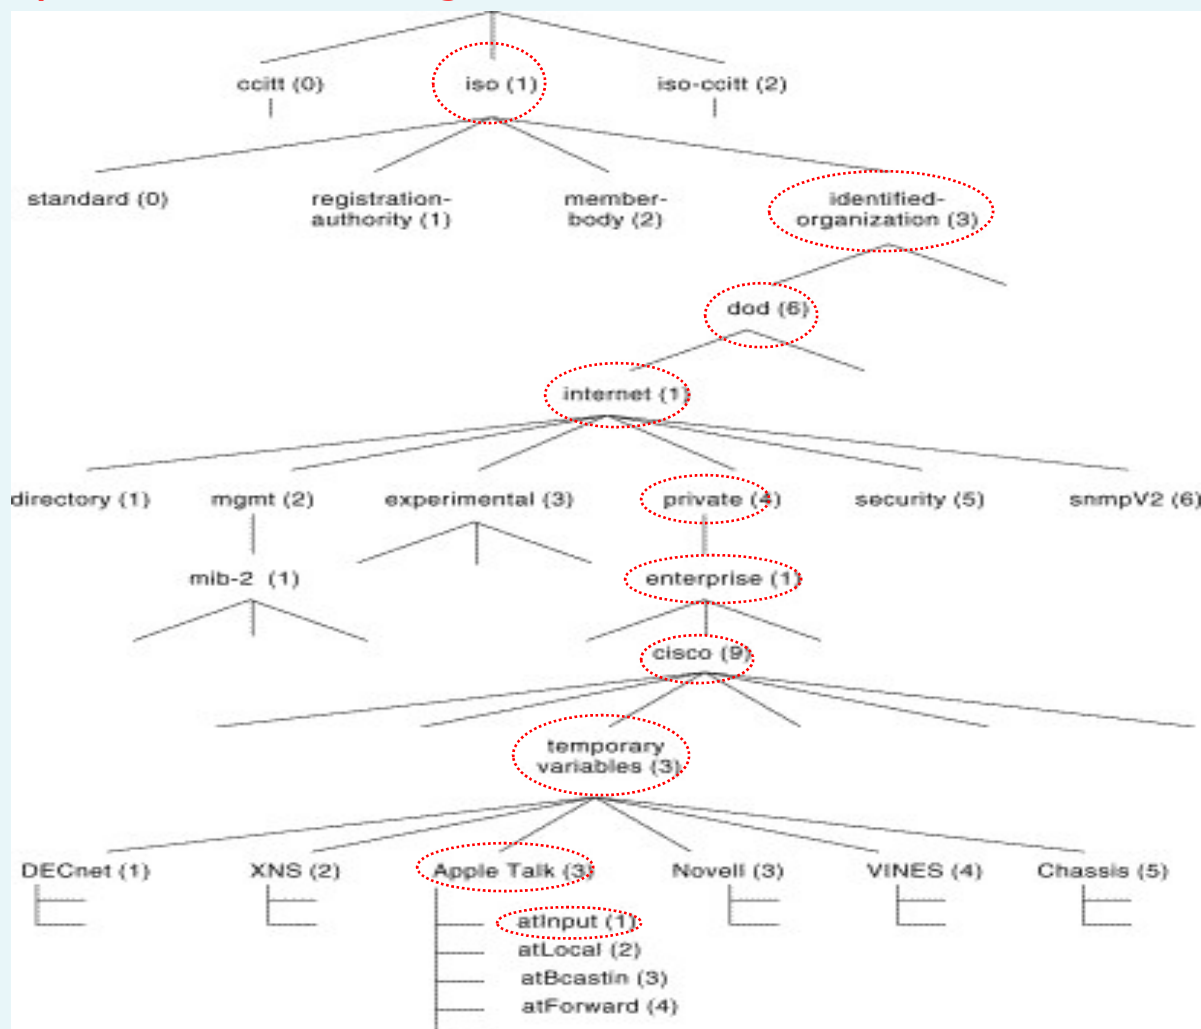 ccitt (0)
iso (1)
iso-ccitt (2)
standard (0)
registration-
authority (1)
member-
body (2)
identified-
organization (3)
dod (6)
internet (1)
directory (1)
mgmt (2)
experimental (3)
private (4)
security (5)
snmpV2 (6)
mib-2 (1)
enterprise (1)
cisco (9)
temporary
variables (3)
DECnet (1)
XNS (2)
Apple Talk (3)
Novell (3)
VINES (4)
Chassis (5)
atInput (1)
atLocal (2)
atBcastin (3)
atForward (4)